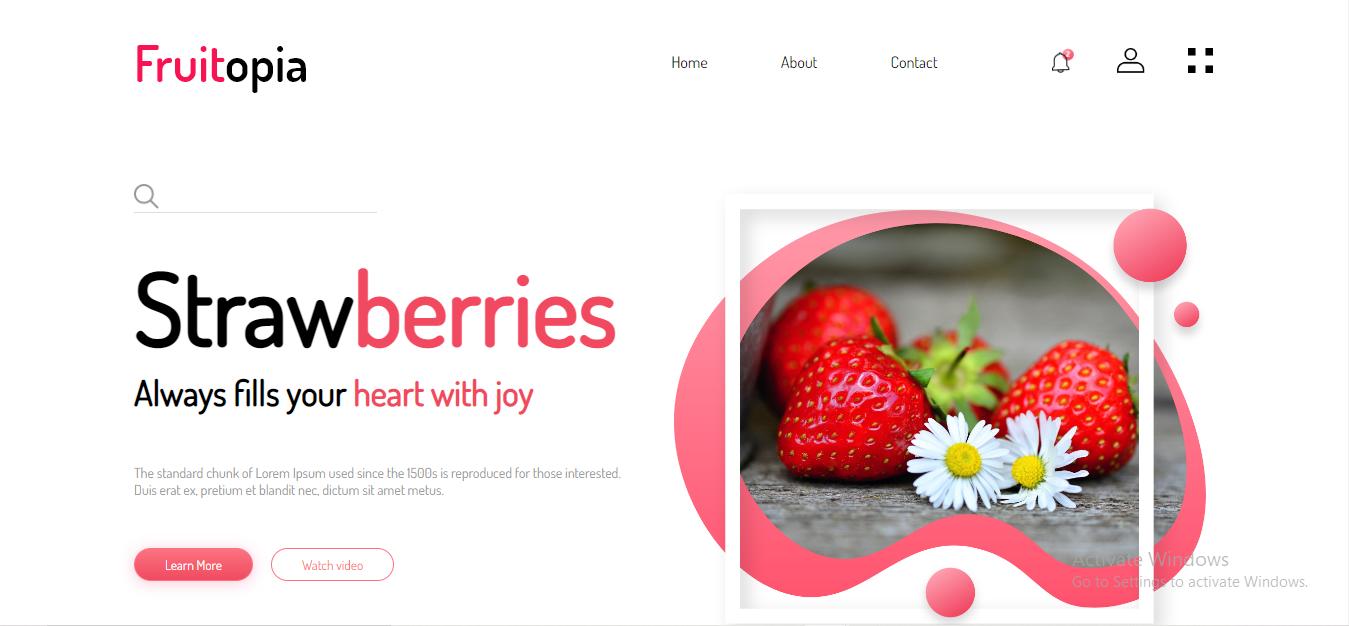 Fruitopia
Home About Contact
2
Strawberries
Always fills your heart with joy
The standard chunk of Lorem Ipsum used since the 1500s is reproduced for those interested.
Duis erat ex, pretium et blandit nec, dictum sit amet metus.
Learn More Watch video
Activate Windows
Go to Settings to activate Windows.